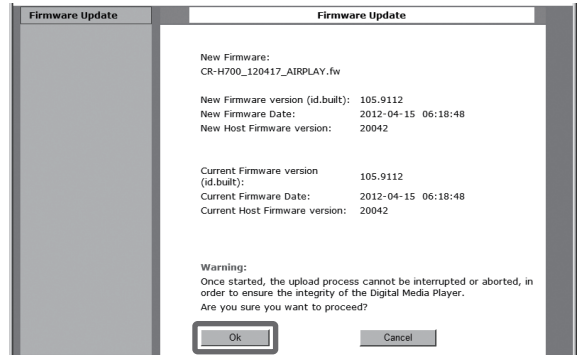 Firmware Update
Firmware Update
New Firmware:
CR-H700_120417_AIRPLAY.fw
New Firmware version (id.built): 105.9112
New Firmware Date: 2012-04-15 06:18:48
New Host Firmware version: 20042
Current Firmware version
(id.built): 105.9112
Current Firmware Date: 2012-04-15 06:18:48
Current Host Firmware version: 20042
Warning:
Once started, the upload process cannot be interrupted or aborted, in
order to ensure the integrity of the Digital Media Player.
Are you sure you want to proceed?
Ok Cancel